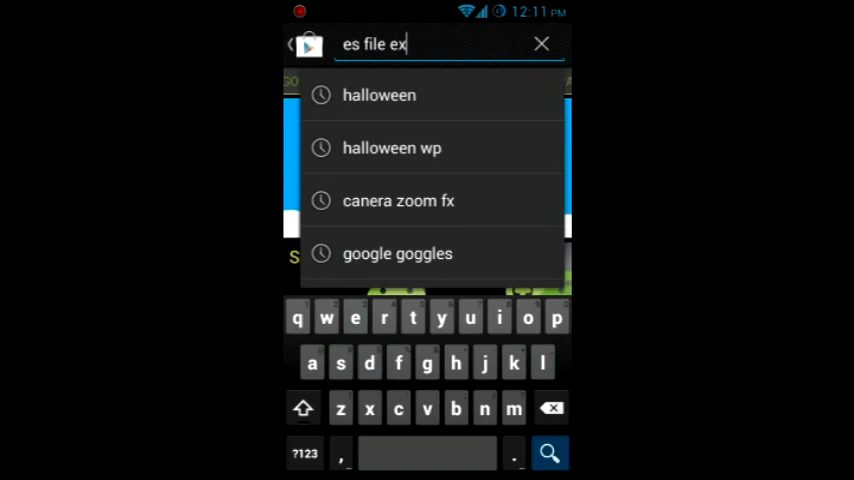 12:11 PM
es file ex
halloween
halloween wp
canera zoom fx
google goggles
q w e r t y u i o p
a s d f g h j k l
z x c v b n m
?123 , .